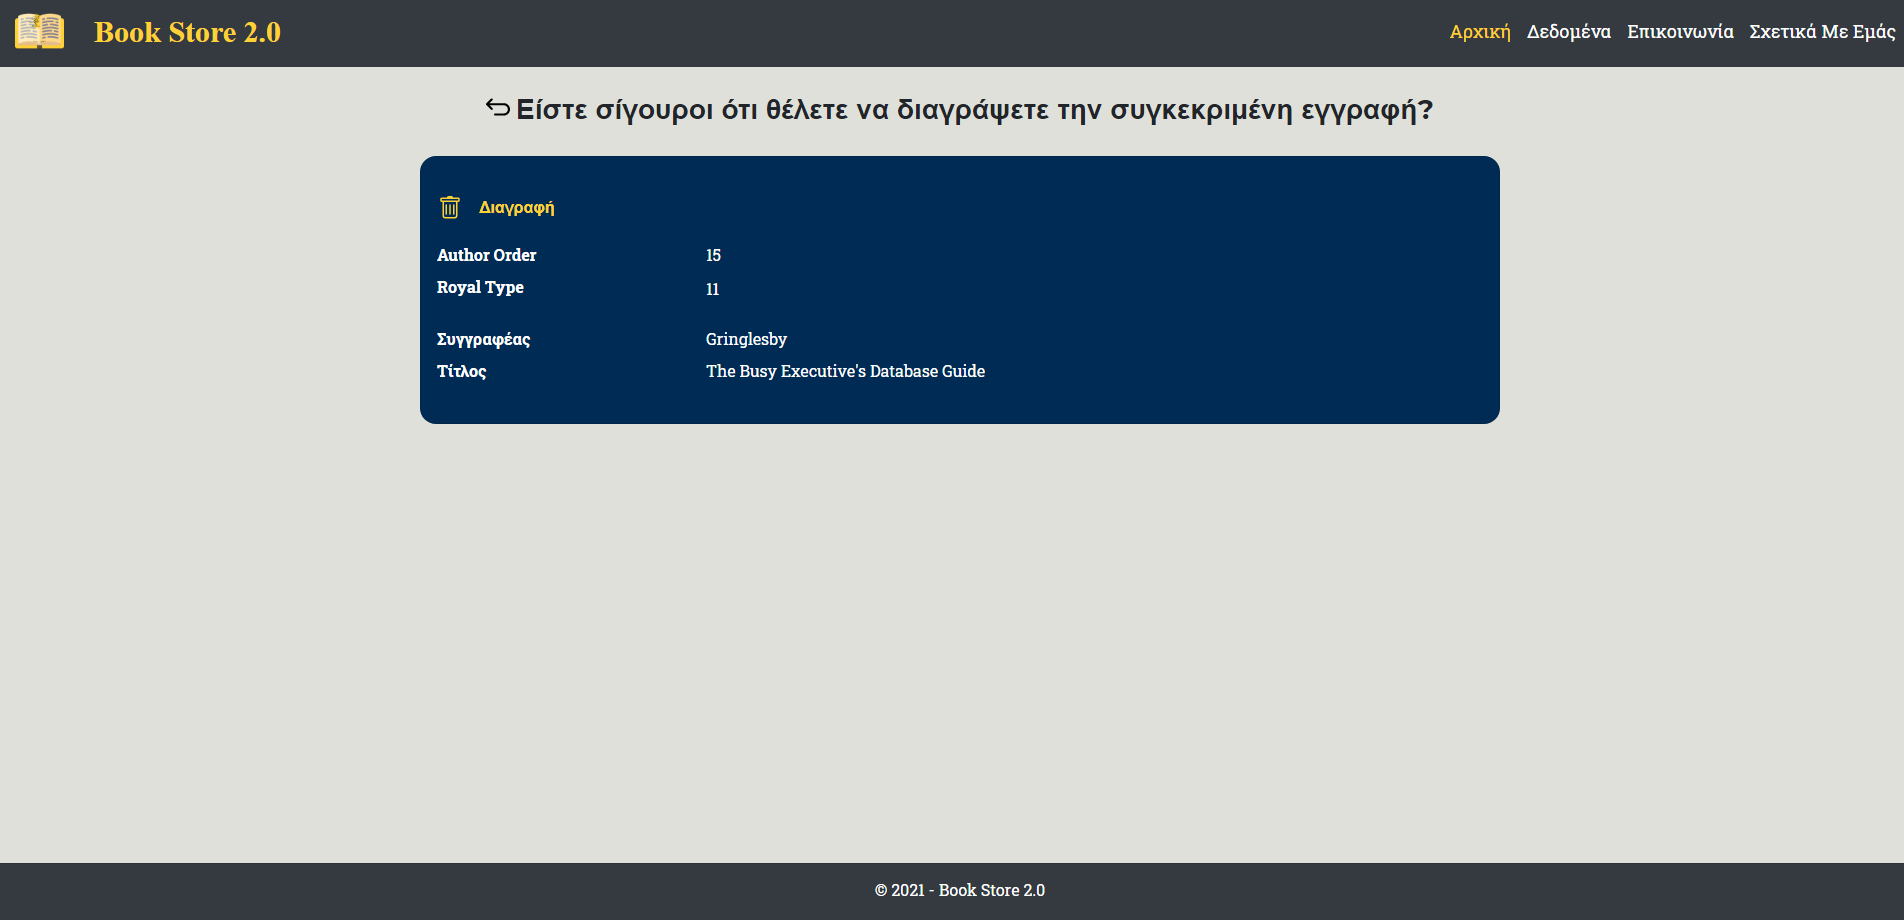 Book Store 2.0
Αρχική Δεδομένα Επικοινωνία Σχετικά Με Εμάς
Είστε σίγουροι ότι θέλετε να διαγράψετε την συγκεκριμένη εγγραφή?
Διαγραφή
Author Order 15
Royal Type 11
Συγγραφέας Gringlesby
Τίτλος The Busy Executive's Database Guide
© 2021 - Book Store 2.0